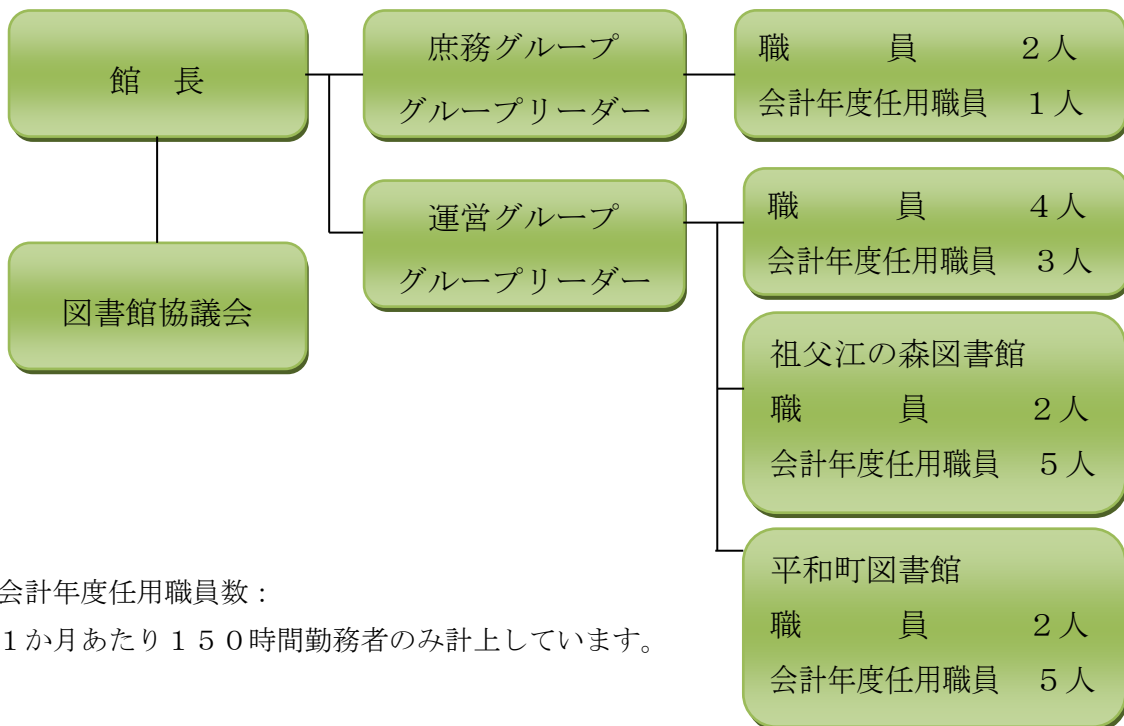 館　長
図書館協議会
庶務グループ
グループリーダー
職　　　員　　　２人
会計年度任用職員　１人
運営グループ
グループリーダー
職　　　員　　　４人
会計年度任用職員　３人
祖父江の森図書館
職　　　員　　　２人
会計年度任用職員　５人
平和町図書館
職　　　員　　　２人
会計年度任用職員　５人
会計年度任用職員数：
１か月あたり１５０時間勤務者のみ計上しています。